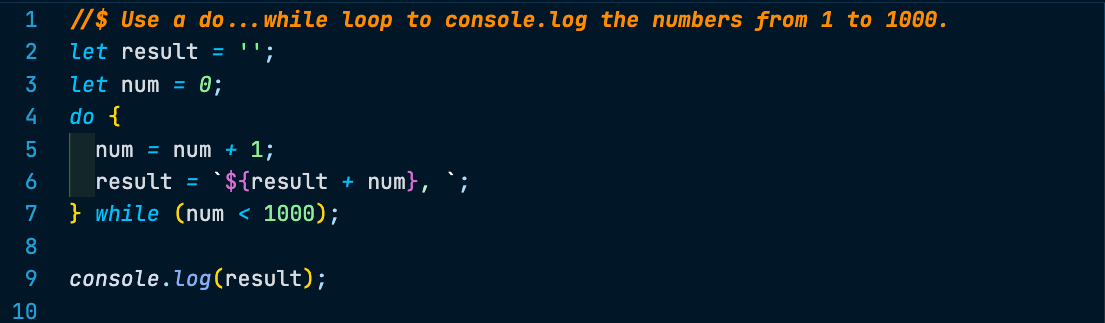 1 //$ Use a do...while loop to console.log the numbers from 1 to 1000.
2 let result = '';
3 let num = 0;
4 do {
5   num = num + 1;
6   result = `${result + num}, `;
7 } while (num < 1000);
8
9 console.log(result);
10